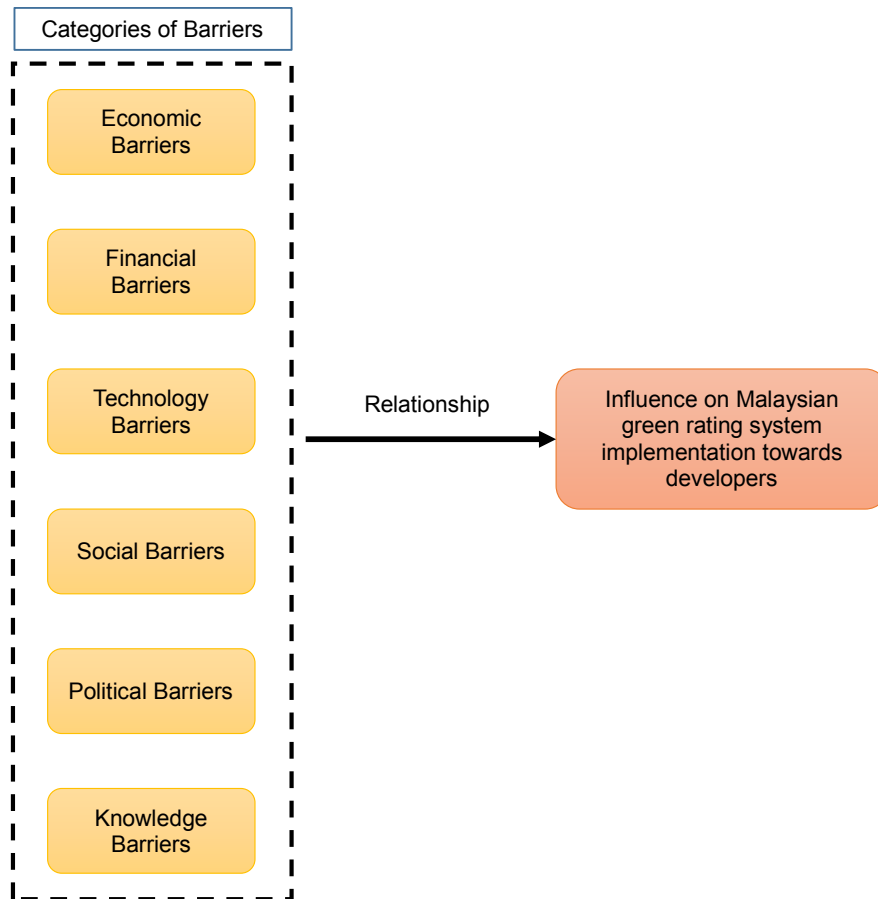 Categories of Barriers
Economic
Barriers
Financial
Barriers
Technology
Barriers
Social Barriers
Political Barriers
Knowledge
Barriers
Relationship
Influence on Malaysian
green rating system
implementation towards
developers